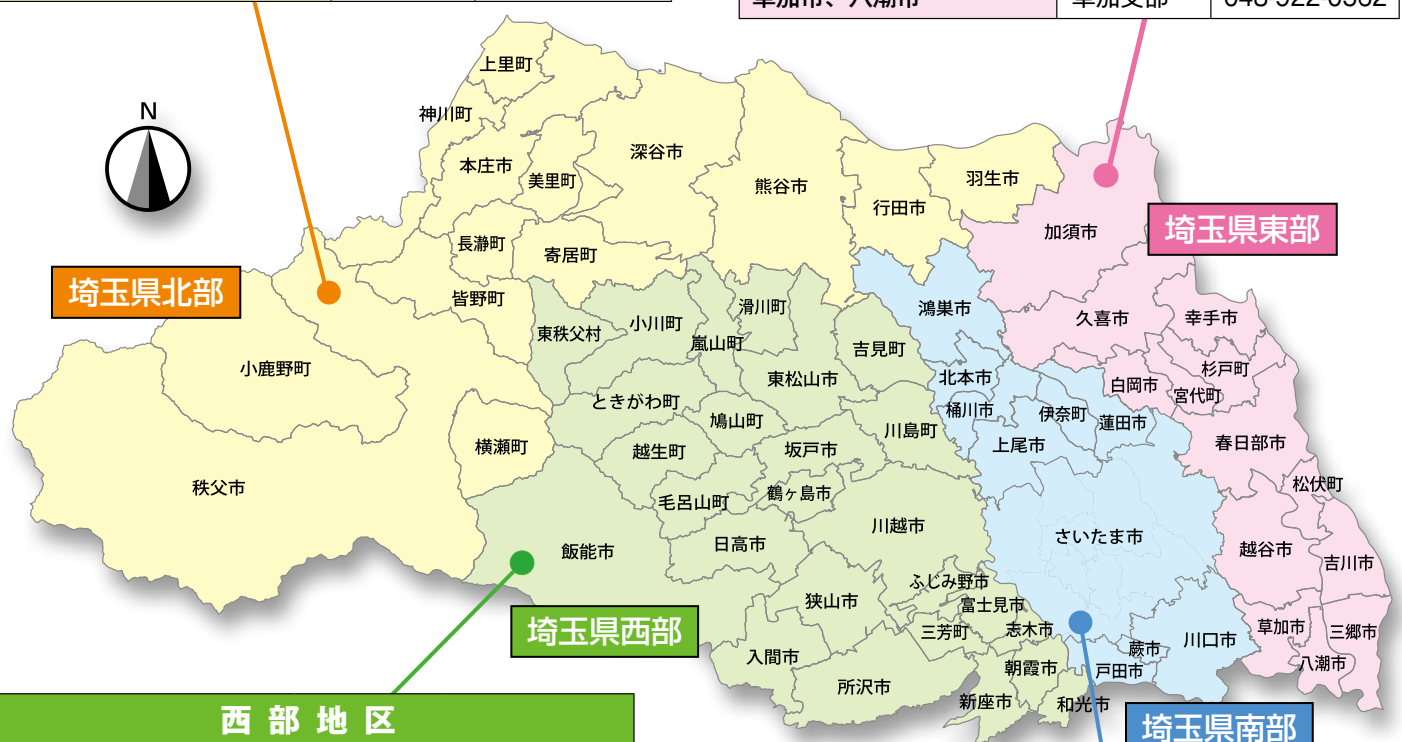 草加市、八潮市 草加支部 048-922-0562
上里町
N
神川町
深谷市
本庄市
美里町
熊谷市
羽生市
行田市
加須市
埼玉県東部
長瀞町
寄居町
埼玉県北部
皆野町
鴻巣市
久喜市
幸手市
滑川町
小川町
東秩父村
嵐山町
吉見町
小鹿野町
東松山市
北本市
白岡市
杉戸町
宮代町
ときがわ町
桶川市
伊奈町
蓮田市
鳩山町
川島町
上尾市
春日部市
横瀬町
越生町
坂戸市
秩父市
毛呂山町
鶴ヶ島市
松伏町
川越市
さいたま市
飯能市
日高市
越谷市
吉川市
ふじみ野市
狭山市
富士見市
埼玉県西部
三芳町
志木市
川口市
草加市
三郷市
入間市
蕨市
朝霞市
戸田市
八潮市
所沢市
新座市
和光市
西部地区
埼玉県南部